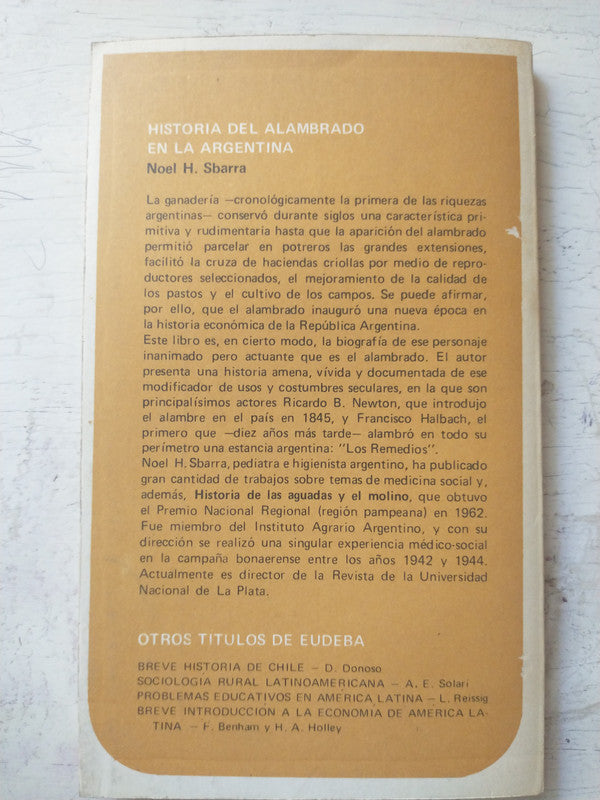 HISTORIA DEL ALAMBRADO
EN LA ARGENTINA
Noel H. Sbarra
La ganadería —cronológicamente la primera de las riquezas
argentinas— conservó durante siglos una característica pri-
mitiva y rudimentaria hasta que la aparición del alambrado
permitió parcelar en potreros las grandes extensiones,
facilitó la cruza de haciendas criollas por medio de repro-
ductores seleccionados, el mejoramiento de la calidad de
los pastos y el cultivo de los campos. Se puede afirmar,
por ello, que el alambrado inauguró una nueva época en
la historia económica de la República Argentina.
Este libro es, en cierto modo, la biografía de ese personaje
inanimado pero actuante que es el alambrado. El autor
presenta una historia amena, vívida y documentada de ese
modificador de usos y costumbres seculares, en la que son
principalísimos actores Ricardo B. Newton, que introdujo
el alambre en el país en 1845, y Francisco Halbach, el
primero que —diez años más tarde— alambró en todo su
perímetro una estancia argentina: "Los Remedios".
Noel H. Sbarra, pediatra e higienista argentino, ha publicado
gran cantidad de trabajos sobre temas de medicina social y,
además, Historia de las aguadas y el molino, que obtuvo
el Premio Nacional Regional (región pampeana) en 1962.
Fue miembro del Instituto Agrario Argentino, y con su
dirección se realizó una singular experiencia médico-social
en la campaña bonaerense entre los años 1942 y 1944.
Actualmente es director de la Revista de la Universidad
Nacional de La Plata.
OTROS TITULOS DE EUDEBA
BREVE HISTORIA DE CHILE — D. Donoso
SOCIOLOGIA RURAL LATINOAMERICANA — A. E. Solari
PROBLEMAS EDUCATIVOS EN AMERICA LATINA — L. Reissig
BREVE INTRODUCCION A LA ECONOMIA DE AMERICA LA-
TINA — F. Benham y H. A. Holley